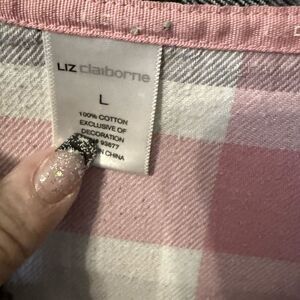 LIZ claiborne
L
100% COTTON
EXCLUSIVE OF
DECORATION
93677
CHINA